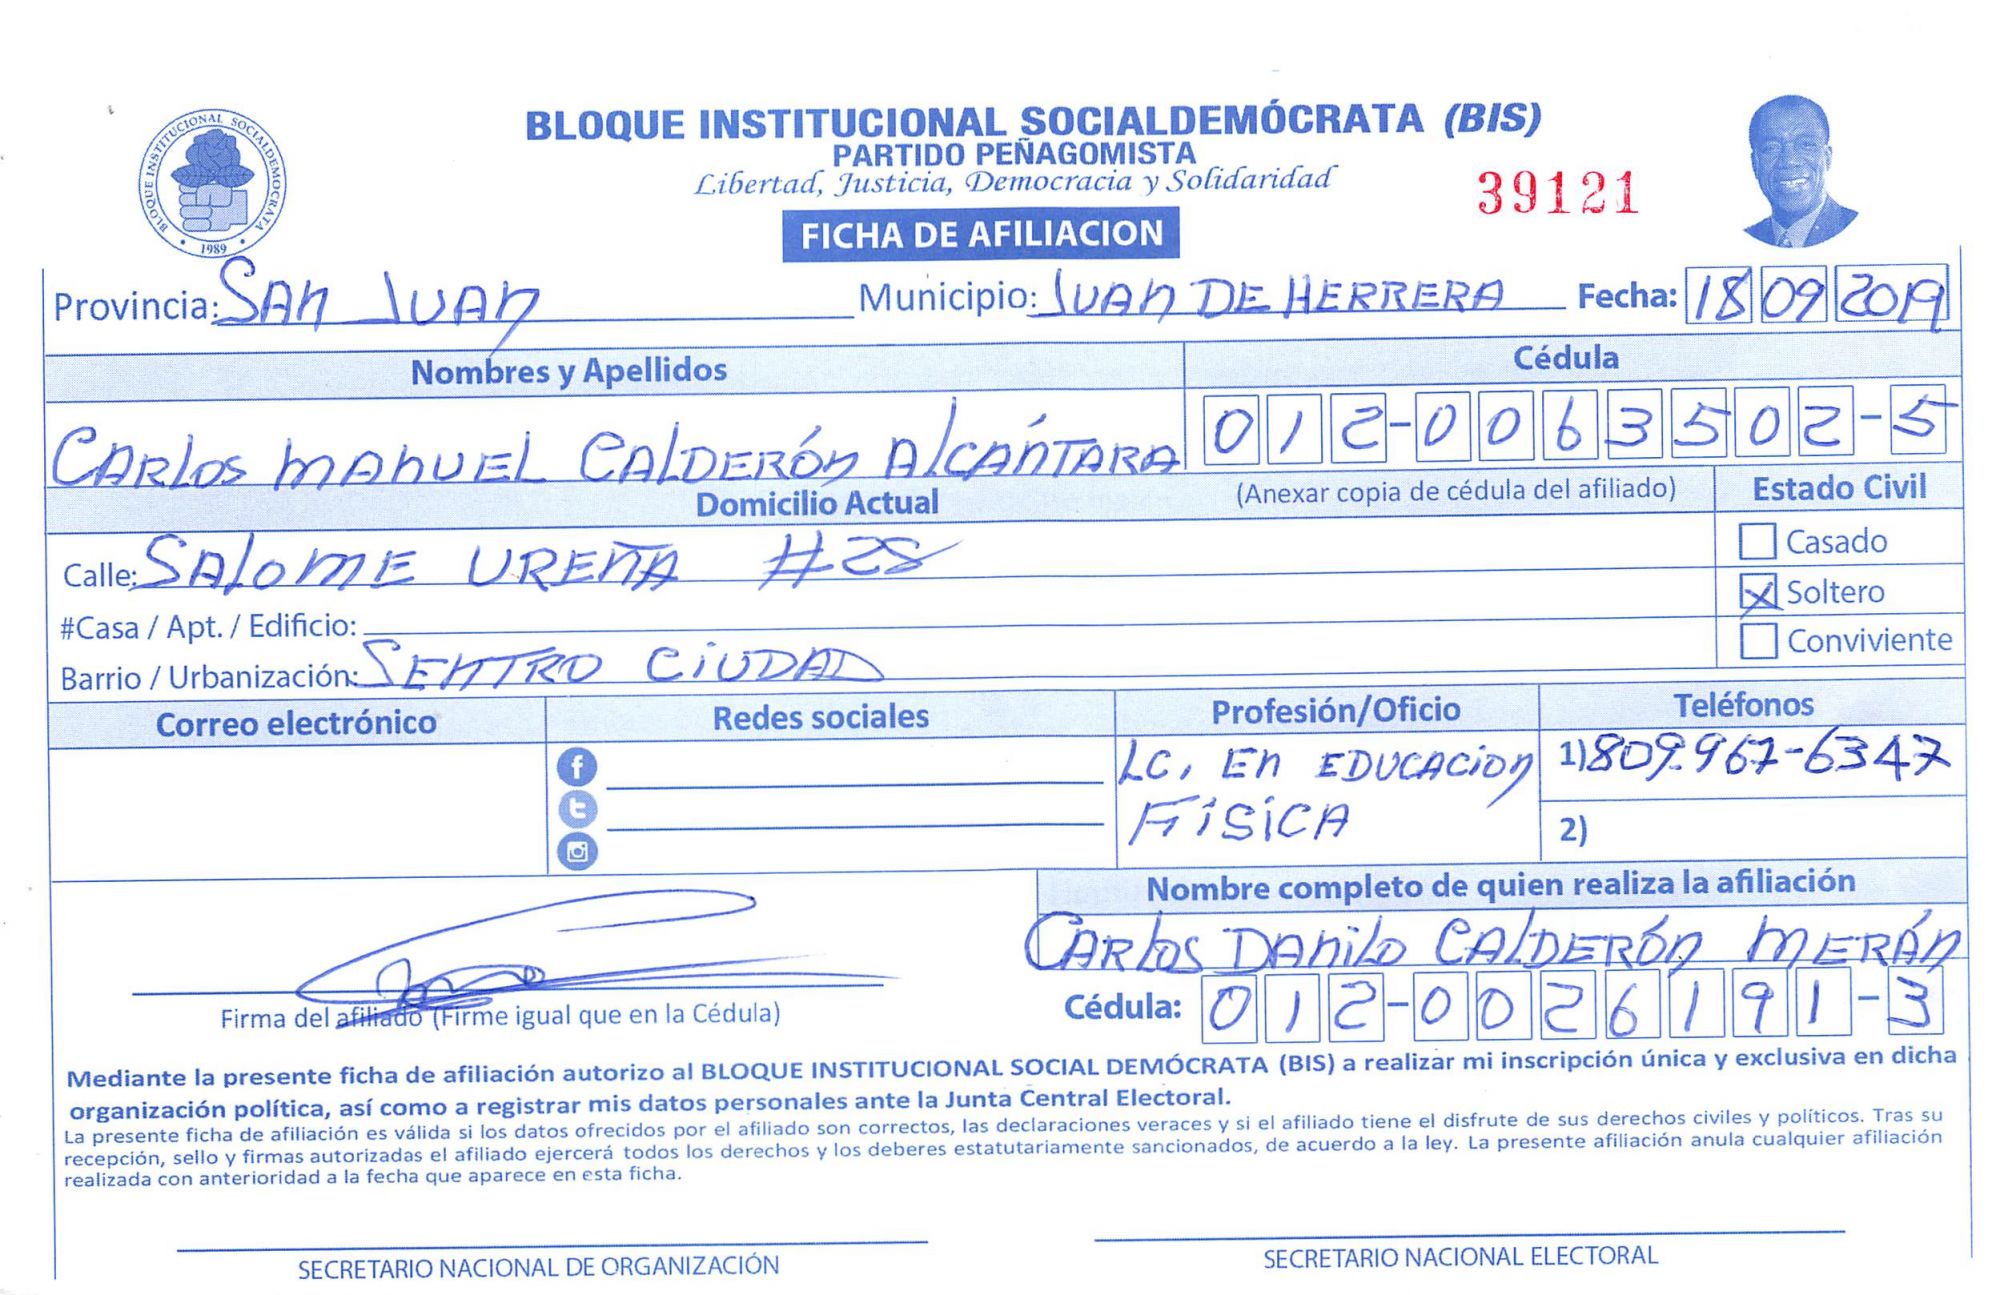 BLOQUE INSTITUCIONAL SOCIALDEMÓCRATA
1989
BLOQUE INSTITUCIONAL SOCIALDEMÓCRATA (BIS)
PARTIDO PEÑAGOMISTA
Libertad, Justicia, Democracia y Solidaridad
39121
FICHA DE AFILIACION
Provincia: SAN JUAN Municipio: JUAN DE HERRERA Fecha: 18 09 2019
Nombres y Apellidos Cédula
CARLOS MANUEL CALDERÓN ALCÁNTARA 012-0063502-5
Domicilio Actual (Anexar copia de cédula del afiliado) Estado Civil
Casado
Calle: SALOME UREÑA #28
Soltero
#Casa / Apt. / Edificio:
Conviviente
Barrio / Urbanización: SENTRO CIUDAD
Correo electrónico Redes sociales Profesión/Oficio Teléfonos
LC. EN EDUCACION 1) 809.967-6347
FÍSICA 2)
Nombre completo de quien realiza la afiliación
CARLOS DANILO CALDERÓN MERÁN
Firma del afiliado (Firme igual que en la Cédula) Cédula: 012-0026191-3
Mediante la presente ficha de afiliación autorizo al BLOQUE INSTITUCIONAL SOCIAL DEMÓCRATA (BIS) a realizar mi inscripción única y exclusiva en dicha
organización política, así como a registrar mis datos personales ante la Junta Central Electoral.
La presente ficha de afiliación es válida si los datos ofrecidos por el afiliado son correctos, las declaraciones veraces y si el afiliado tiene el disfrute de sus derechos civiles y políticos. Tras su
recepción, sello y firmas autorizadas el afiliado ejercerá todos los derechos y los deberes estatutariamente sancionados, de acuerdo a la ley. La presente afiliación anula cualquier afiliación
realizada con anterioridad a la fecha que aparece en esta ficha.
SECRETARIO NACIONAL DE ORGANIZACIÓN SECRETARIO NACIONAL ELECTORAL